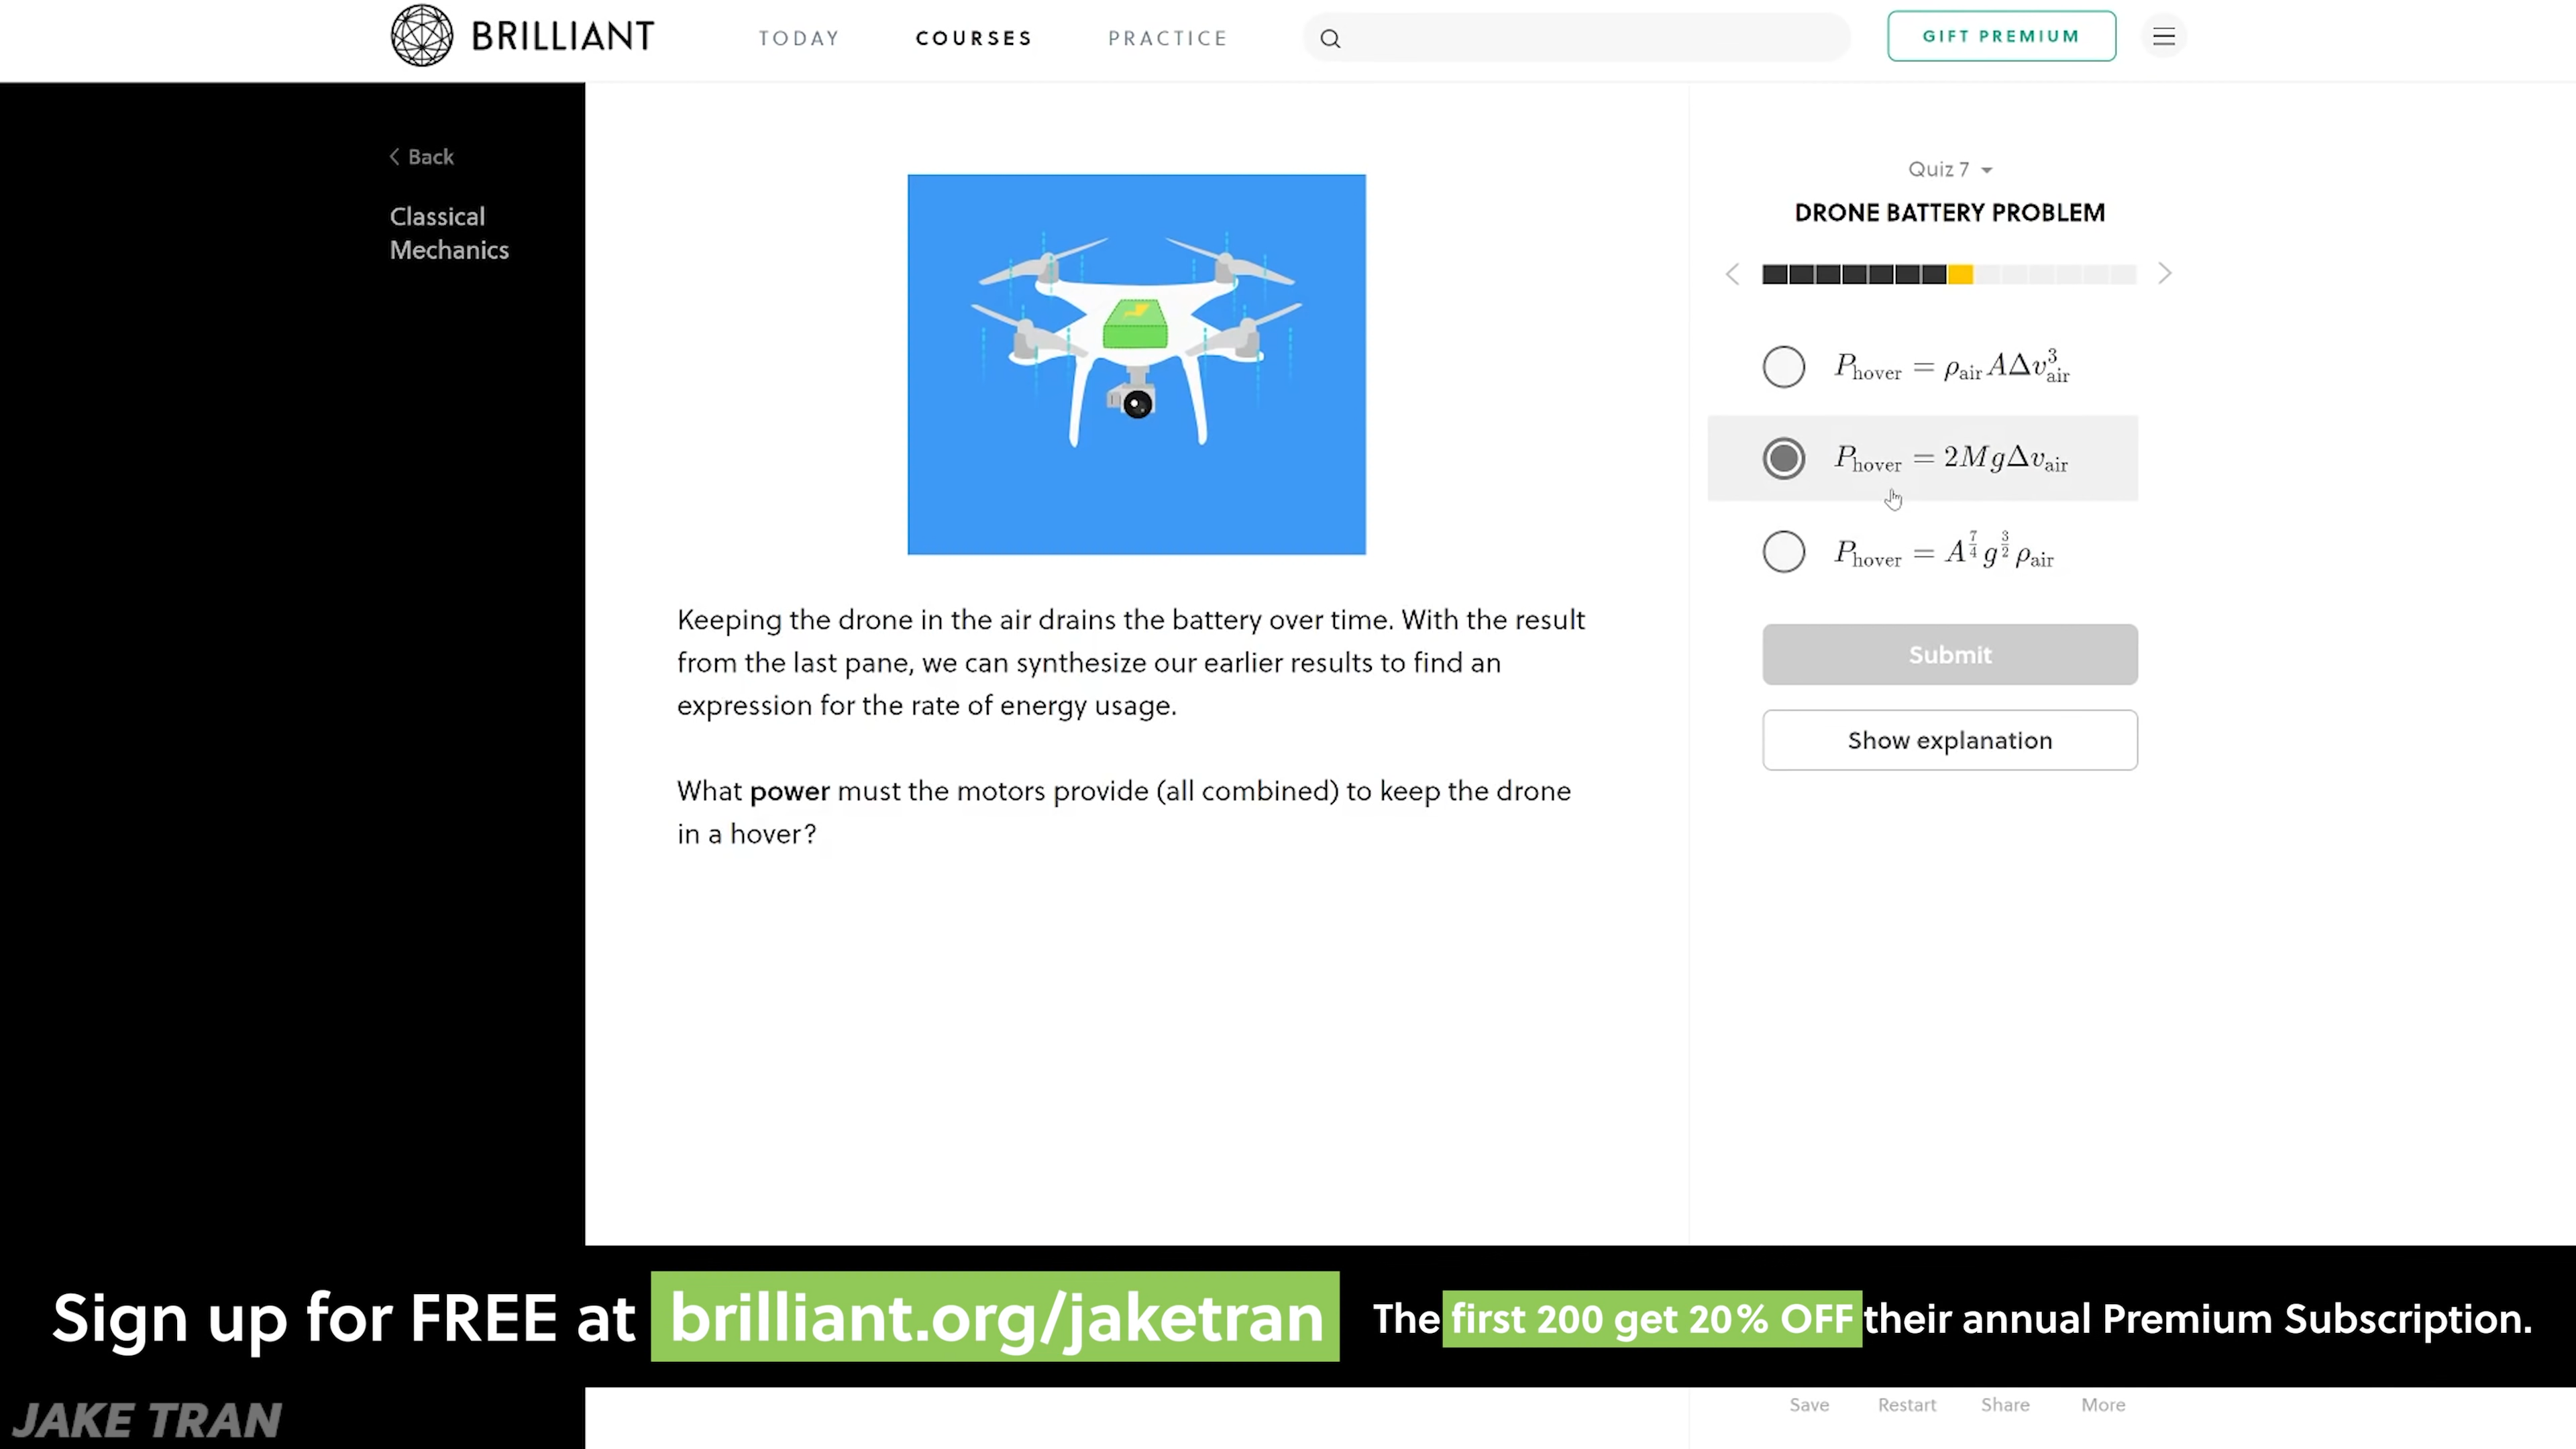 BRILLIANT
TODAY
COURSES
PRACTICE
GIFT PREMIUM
Back
Classical
Mechanics
Keeping the drone in the air drains the battery over time. With the result
from the last pane, we can synthesize our earlier results to find an
expression for the rate of energy usage.
What power must the motors provide (all combined) to keep the drone
in a hover?
Quiz 7
DRONE BATTERY PROBLEM
P_hover = ρ_air A Δv_air^3
P_hover = 2MgΔv_air
P_hover = A^{7/4} g^{3/2} ρ_air
Submit
Show explanation
Sign up for FREE at brilliant.org/jaketran The first 200 get 20% OFF their annual Premium Subscription.
Save Restart Share More
JAKE TRAN